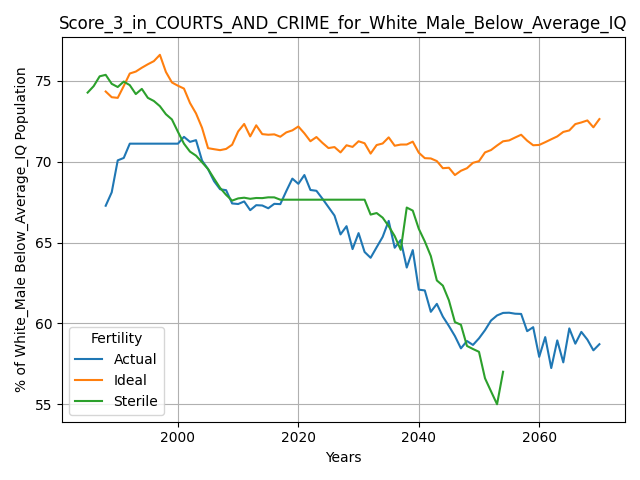 Score_3_in_COURTS_AND_CRIME_for_White_Male_Below_Average_IQ
% of White_Male Below_Average_IQ Population
75
70
65
60
55
Fertility
Actual
Ideal
Sterile
2000
2020
2040
2060
Years